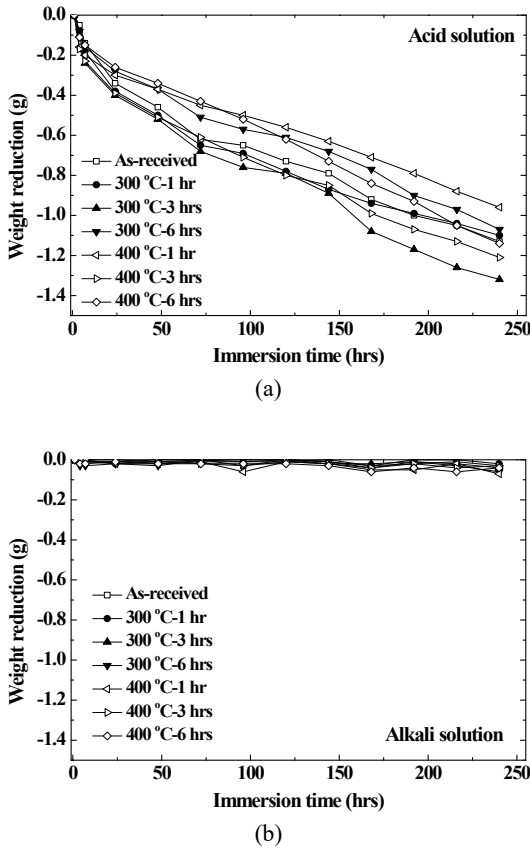 (a)
0.0
-0.2
-0.4
-0.6
-0.8
-1.0
-1.2
-1.4
Weight reduction (g)
Acid solution
As-received
300 °C-1 hr
300 °C-3 hrs
300 °C-6 hrs
400 °C-1 hr
400 °C-3 hrs
400 °C-6 hrs
0 50 100 150 200 250
Immersion time (hrs)
(a)
0.0
-0.2
-0.4
-0.6
-0.8
-1.0
-1.2
-1.4
Weight reduction (g)
As-received
300 °C-1 hr
300 °C-3 hrs
300 °C-6 hrs
400 °C-1 hr
400 °C-3 hrs
400 °C-6 hrs
Alkali solution
0 50 100 150 200 250
Immersion time (hrs)
(b)